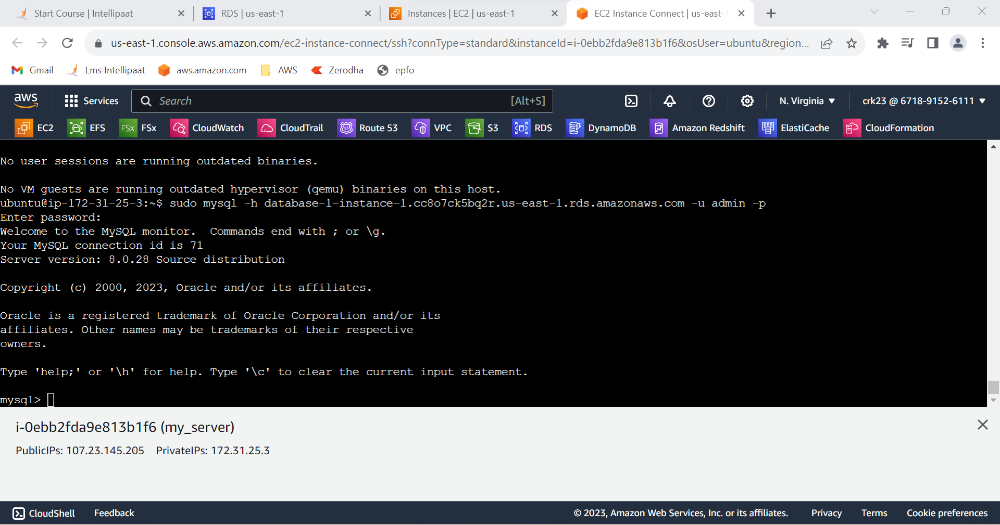 Start Course | Intellipaat
RDS | us-east-1
Instances | EC2 | us-east-1
EC2 Instance Connect | us-east-1
us-east-1.console.aws.amazon.com/ec2-instance-connect/ssh?connType=standard&instanceId=i-0ebb2fda9e813b1f6&osUser=ubuntu&region...
Gmail
Lms Intellipaat
aws.amazon.com
AWS
Zerodha
epfo
aws
Services
Search
[Alt+S]
N. Virginia
crk23 @ 6718-9152-6111
EC2
EFS
FSx FSx
CloudWatch
CloudTrail
53 Route 53
VPC
S3
RDS
DynamoDB
Amazon Redshift
ElastiCache
CloudFormation
No user sessions are running outdated binaries.
No VM guests are running outdated hypervisor (qemu) binaries on this host.
ubuntu@ip-172-31-25-3:~$ sudo mysql -h database-1-instance-1.cc8o7ck5bq2r.us-east-1.rds.amazonaws.com -u admin -p
Enter password:
Welcome to the MySQL monitor.  Commands end with ; or \g.
Your MySQL connection id is 71
Server version: 8.0.28 Source distribution
Copyright (c) 2000, 2023, Oracle and/or its affiliates.
Oracle is a registered trademark of Oracle Corporation and/or its
affiliates. Other names may be trademarks of their respective
owners.
Type 'help;' or '\h' for help. Type '\c' to clear the current input statement.
mysql>
i-0ebb2fda9e813b1f6 (my_server)
PublicIPs: 107.23.145.205 PrivateIPs: 172.31.25.3
CloudShell
Feedback
© 2023, Amazon Web Services, Inc. or its affiliates.
Privacy
Terms
Cookie preferences